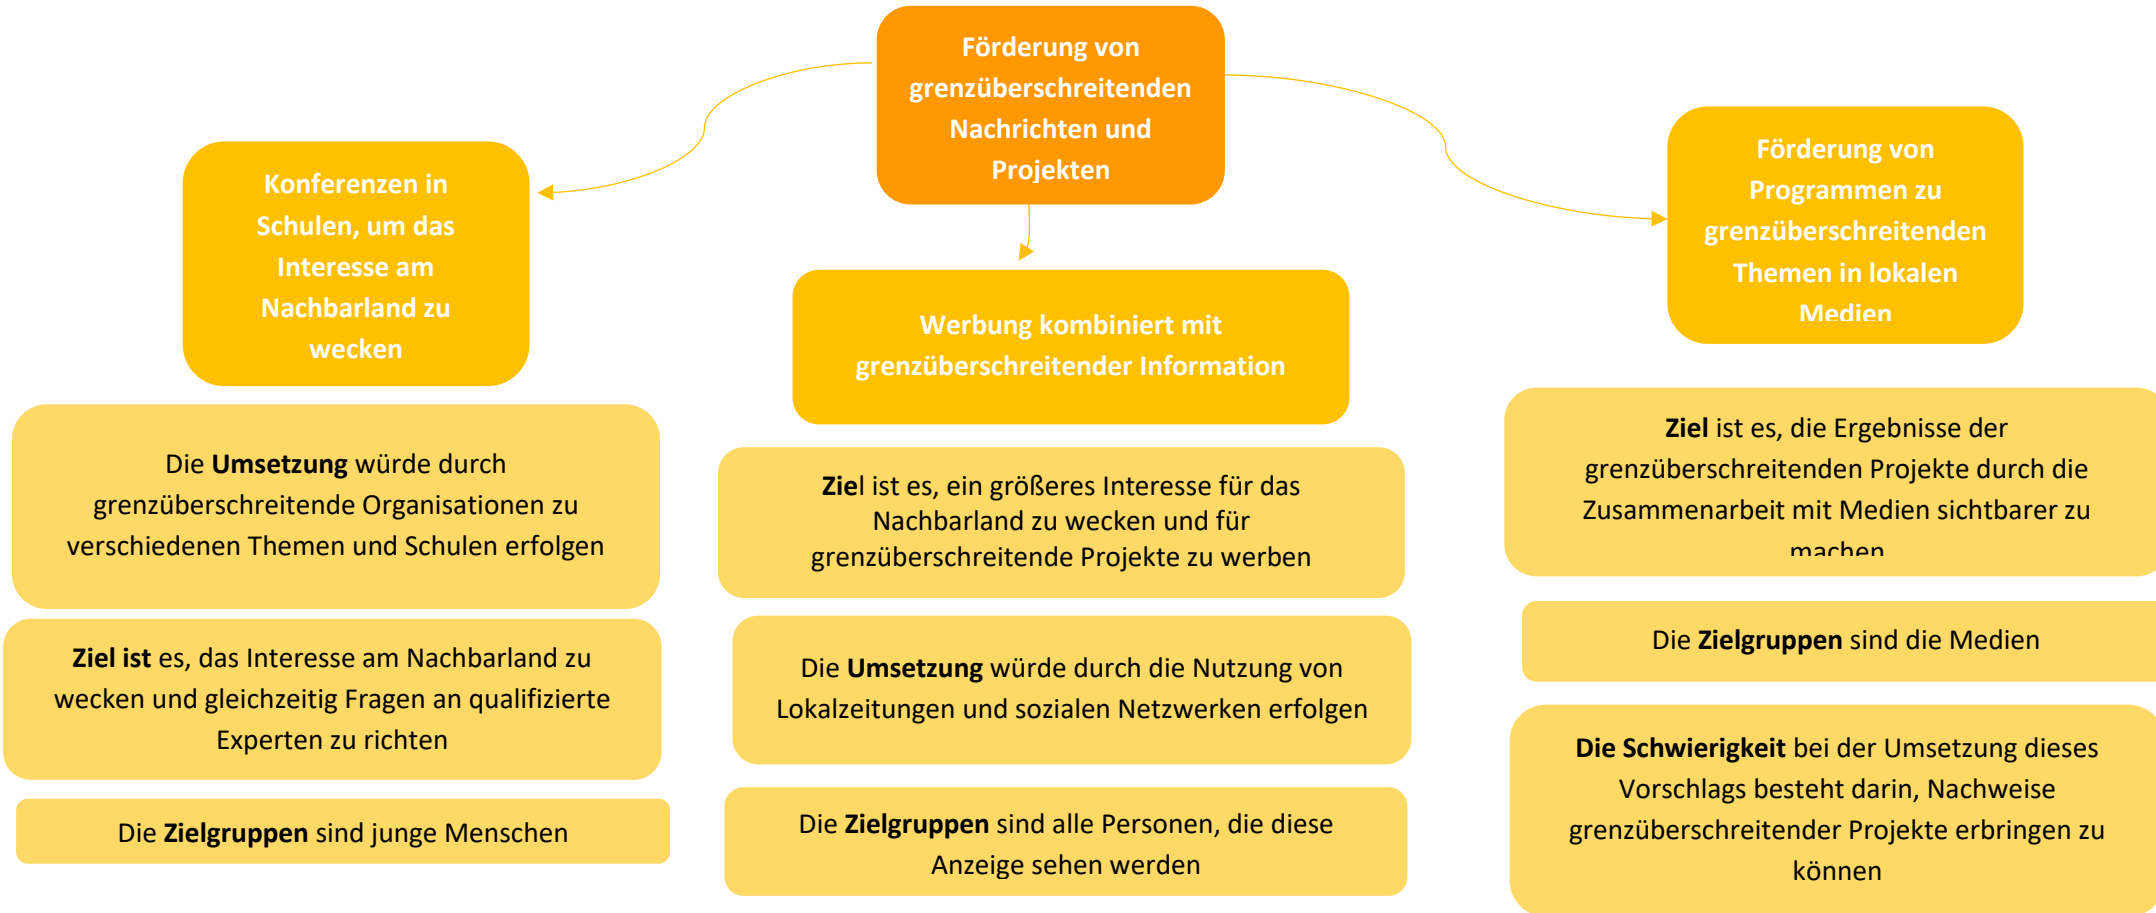 Förderung von
grenzüberschreitenden
Nachrichten und
Projekten
Konferenzen in
Schulen, um das
Interesse am
Nachbarland zu
wecken
Die Umsetzung würde durch
grenzüberschreitende Organisationen zu
verschiedenen Themen und Schulen erfolgen
Ziel ist es, das Interesse am Nachbarland zu
wecken und gleichzeitig Fragen an qualifizierte
Experten zu richten
Die Zielgruppen sind junge Menschen
Werbung kombiniert mit
grenzüberschreitender Information
Ziel ist es, ein größeres Interesse für das
Nachbarland zu wecken und für
grenzüberschreitende Projekte zu werben
Die Umsetzung würde durch die Nutzung von
Lokalzeitungen und sozialen Netzwerken erfolgen
Die Zielgruppen sind alle Personen, die diese
Anzeige sehen werden
Förderung von
Programmen zu
grenzüberschreitenden
Themen in lokalen
Medien
Ziel ist es, die Ergebnisse der
grenzüberschreitenden Projekte durch die
Zusammenarbeit mit Medien sichtbarer zu
machen
Die Zielgruppen sind die Medien
Die Schwierigkeit bei der Umsetzung dieses
Vorschlags besteht darin, Nachweise
grenzüberschreitender Projekte erbringen zu
können